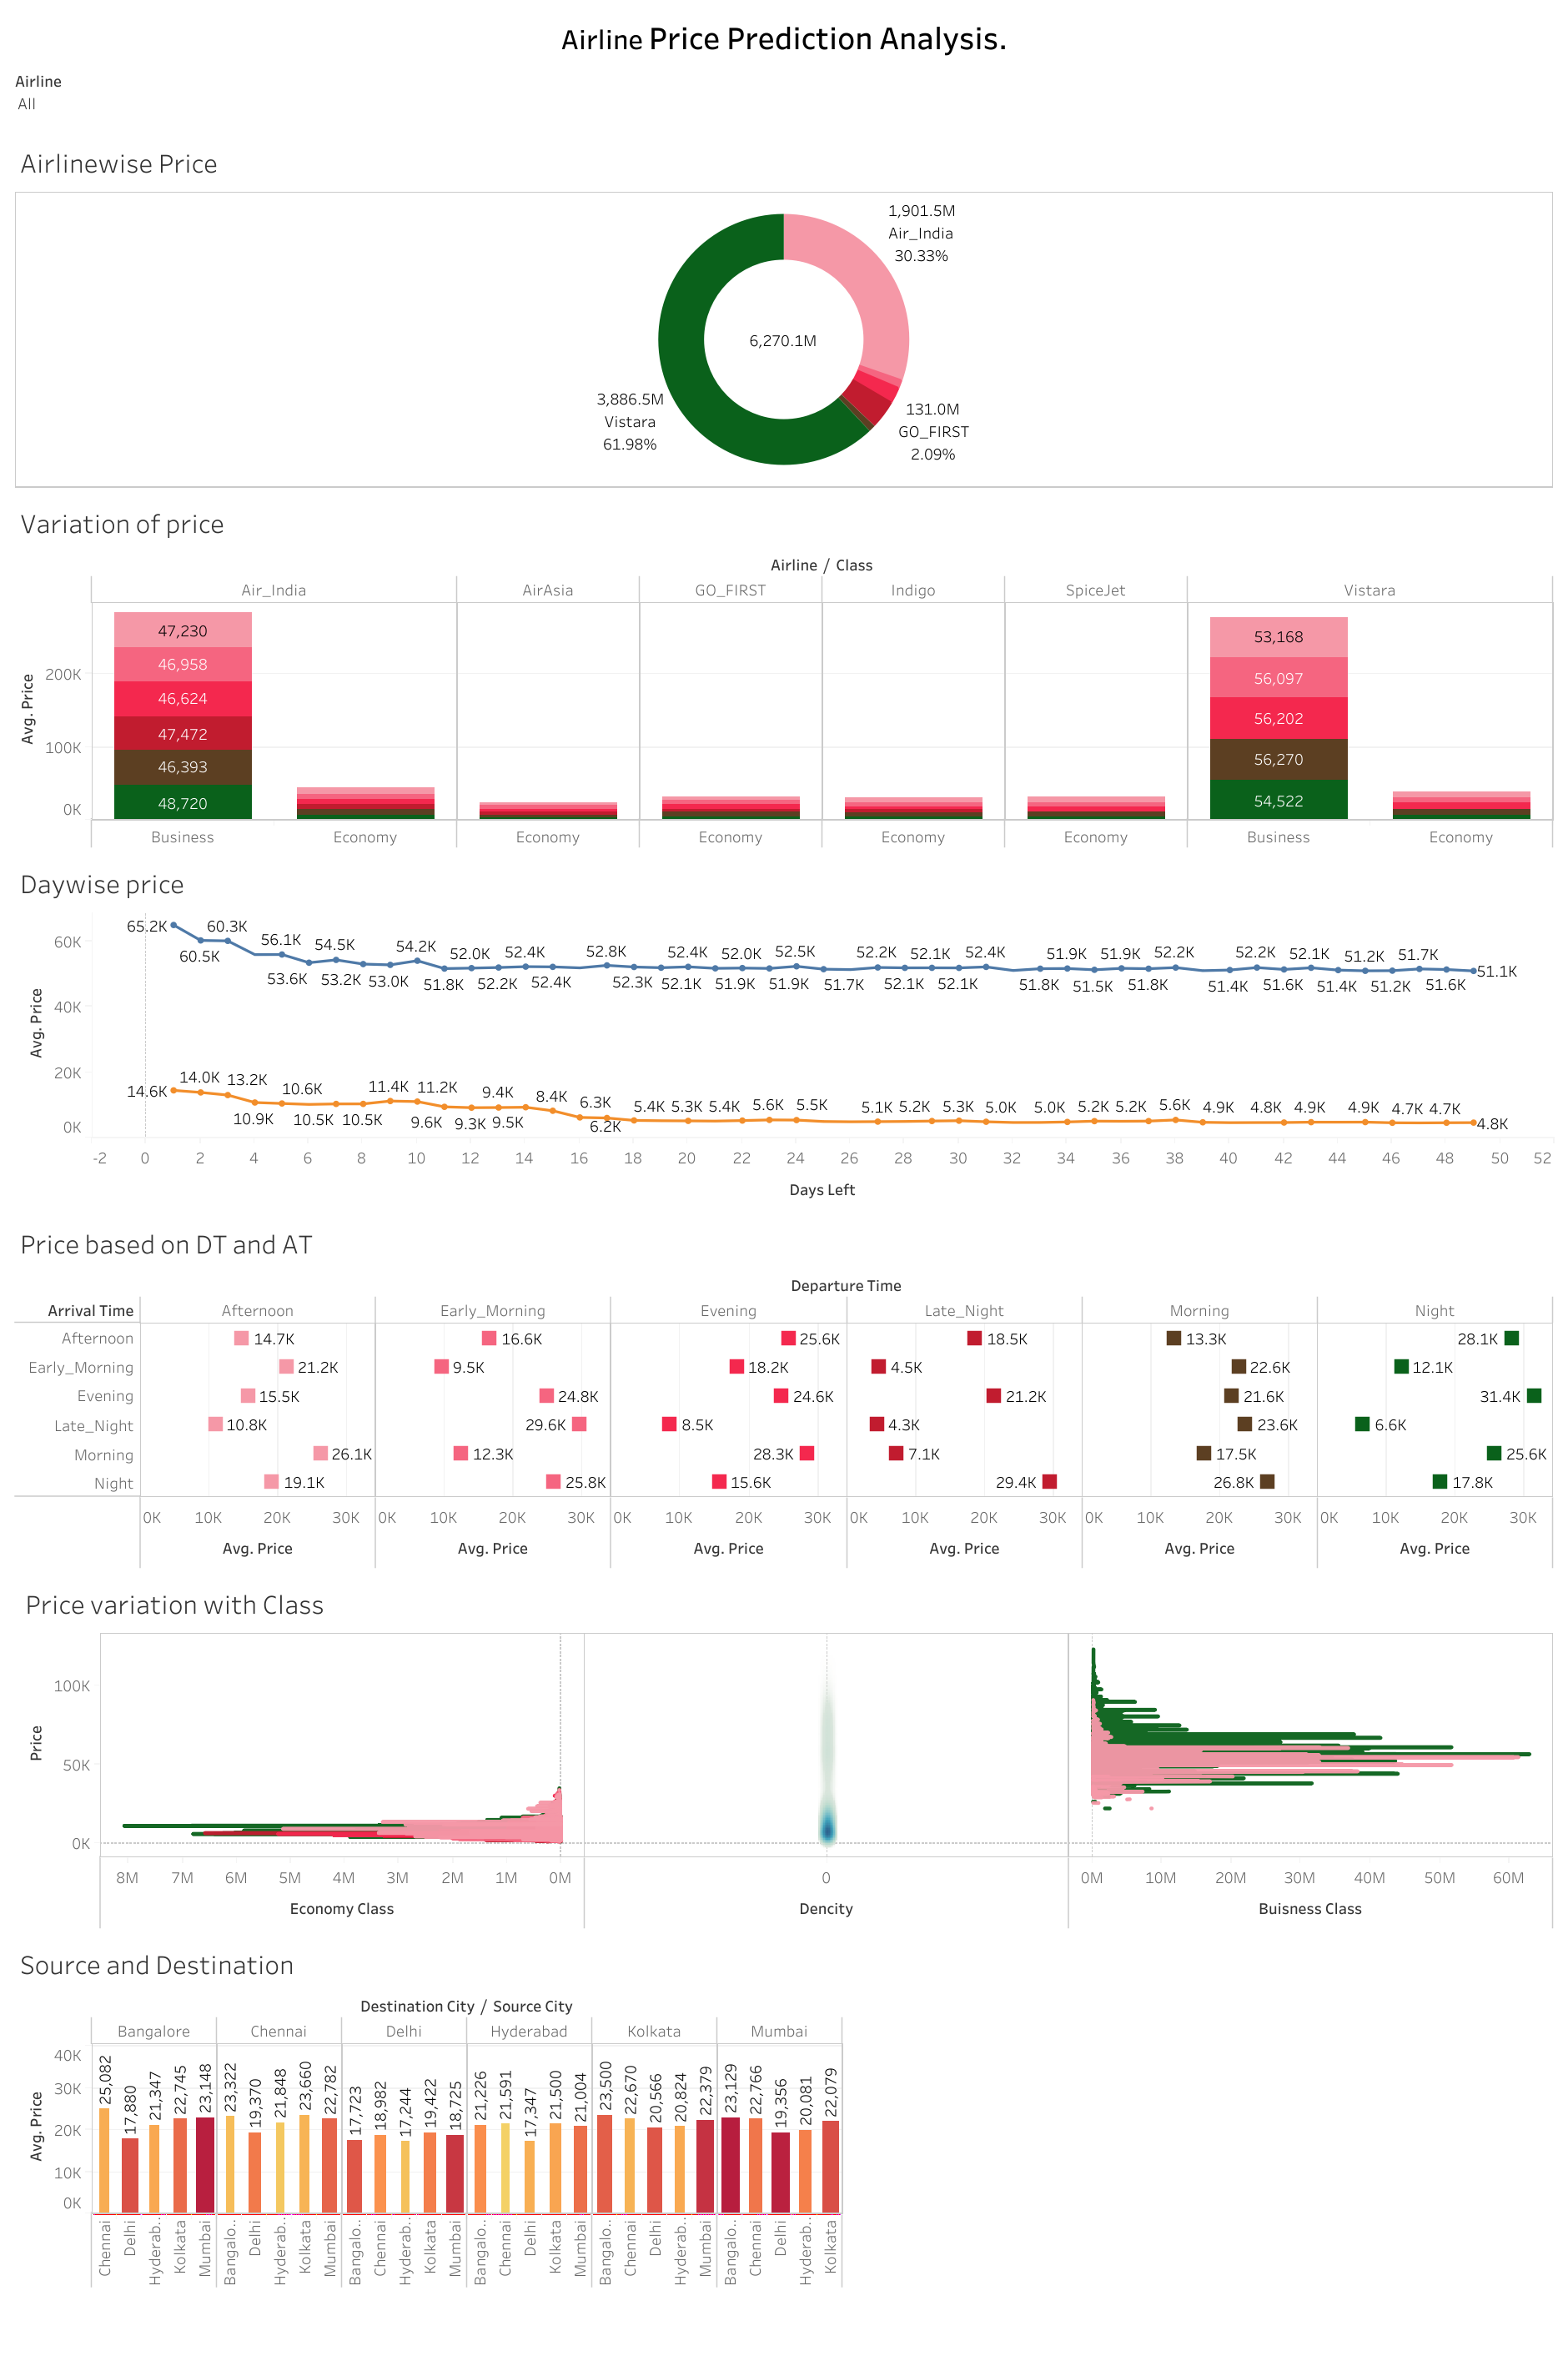 Airline Price Prediction Analysis.
Airline
All
Airlinewise Price
1,901.5M
Air_India
30.33%
6,270.1M
3,886.5M
Vistara
61.98%
131.0M
GO_FIRST
2.09%
Variation of price
Airline / Class
Air_India AirAsia GO_FIRST Indigo SpiceJet Vistara
Avg. Price
200K
100K
0K
47,230
46,958
46,624
47,472
46,393
48,720
53,168
56,097
56,202
56,270
54,522
Business Economy Economy Economy Economy Economy Business Economy
Daywise price
Avg. Price
60K
40K
20K
0K
65.2K 60.3K 56.1K 54.5K 54.2K 52.0K 52.4K 52.8K 52.4K 52.0K 52.5K 52.2K 52.1K 52.4K 51.9K 51.9K 52.2K 52.2K 52.1K 51.2K 51.7K
60.5K 53.6K 53.2K 53.0K 51.8K 52.2K 52.4K 52.3K 52.1K 51.9K 51.9K 51.7K 52.1K 52.1K 51.8K 51.5K 51.8K 51.4K 51.6K 51.4K 51.2K 51.6K 51.1K
14.6K 14.0K 13.2K 10.6K 11.4K 11.2K 9.4K 8.4K 6.3K 5.4K 5.3K 5.4K 5.6K 5.5K 5.1K 5.2K 5.3K 5.0K 5.0K 5.2K 5.2K 5.6K 4.9K 4.8K 4.9K 4.9K 4.7K 4.7K
10.9K 10.5K 10.5K 9.6K 9.3K 9.5K 6.2K 4.8K
-2 0 2 4 6 8 10 12 14 16 18 20 22 24 26 28 30 32 34 36 38 40 42 44 46 48 50 52
Days Left
Price based on DT and AT
Departure Time
Arrival Time Afternoon Early_Morning Evening Late_Night Morning Night
Afternoon 14.7K 16.6K 25.6K 18.5K 13.3K 28.1K
Early_Morning 21.2K 9.5K 18.2K 4.5K 22.6K 12.1K
Evening 15.5K 24.8K 24.6K 21.2K 21.6K 31.4K
Late_Night 10.8K 29.6K 8.5K 4.3K 23.6K 6.6K
Morning 26.1K 12.3K 28.3K 7.1K 17.5K 25.6K
Night 19.1K 25.8K 15.6K 29.4K 26.8K 17.8K
0K 10K 20K 30K 0K 10K 20K 30K 0K 10K 20K 30K 0K 10K 20K 30K 0K 10K 20K 30K 0K 10K 20K 30K
Avg. Price Avg. Price Avg. Price Avg. Price Avg. Price Avg. Price
Price variation with Class
Price
100K
50K
0K
8M 7M 6M 5M 4M 3M 2M 1M 0M 0 0M 10M 20M 30M 40M 50M 60M
Economy Class Dencity Buisness Class
Source and Destination
Destination City / Source City
Bangalore Chennai Delhi Hyderabad Kolkata Mumbai
Avg. Price
40K
30K
20K
10K
0K
25,082 17,880 21,347 22,745 23,148 23,322 19,370 21,848 23,660 22,782 17,723 18,982 17,244 19,422 18,725 21,226 21,591 17,347 21,500 21,004 23,500 22,670 20,566 20,824 22,379 23,129 22,766 19,356 20,081 22,079
Chennai Delhi Hyderab.. Kolkata Mumbai Bangalo.. Delhi Hyderab.. Kolkata Mumbai Bangalo.. Chennai Hyderab.. Kolkata Mumbai Bangalo.. Chennai Delhi Kolkata Mumbai Bangalo.. Chennai Delhi Hyderab.. Mumbai Bangalo.. Chennai Delhi Hyderab.. Kolkata